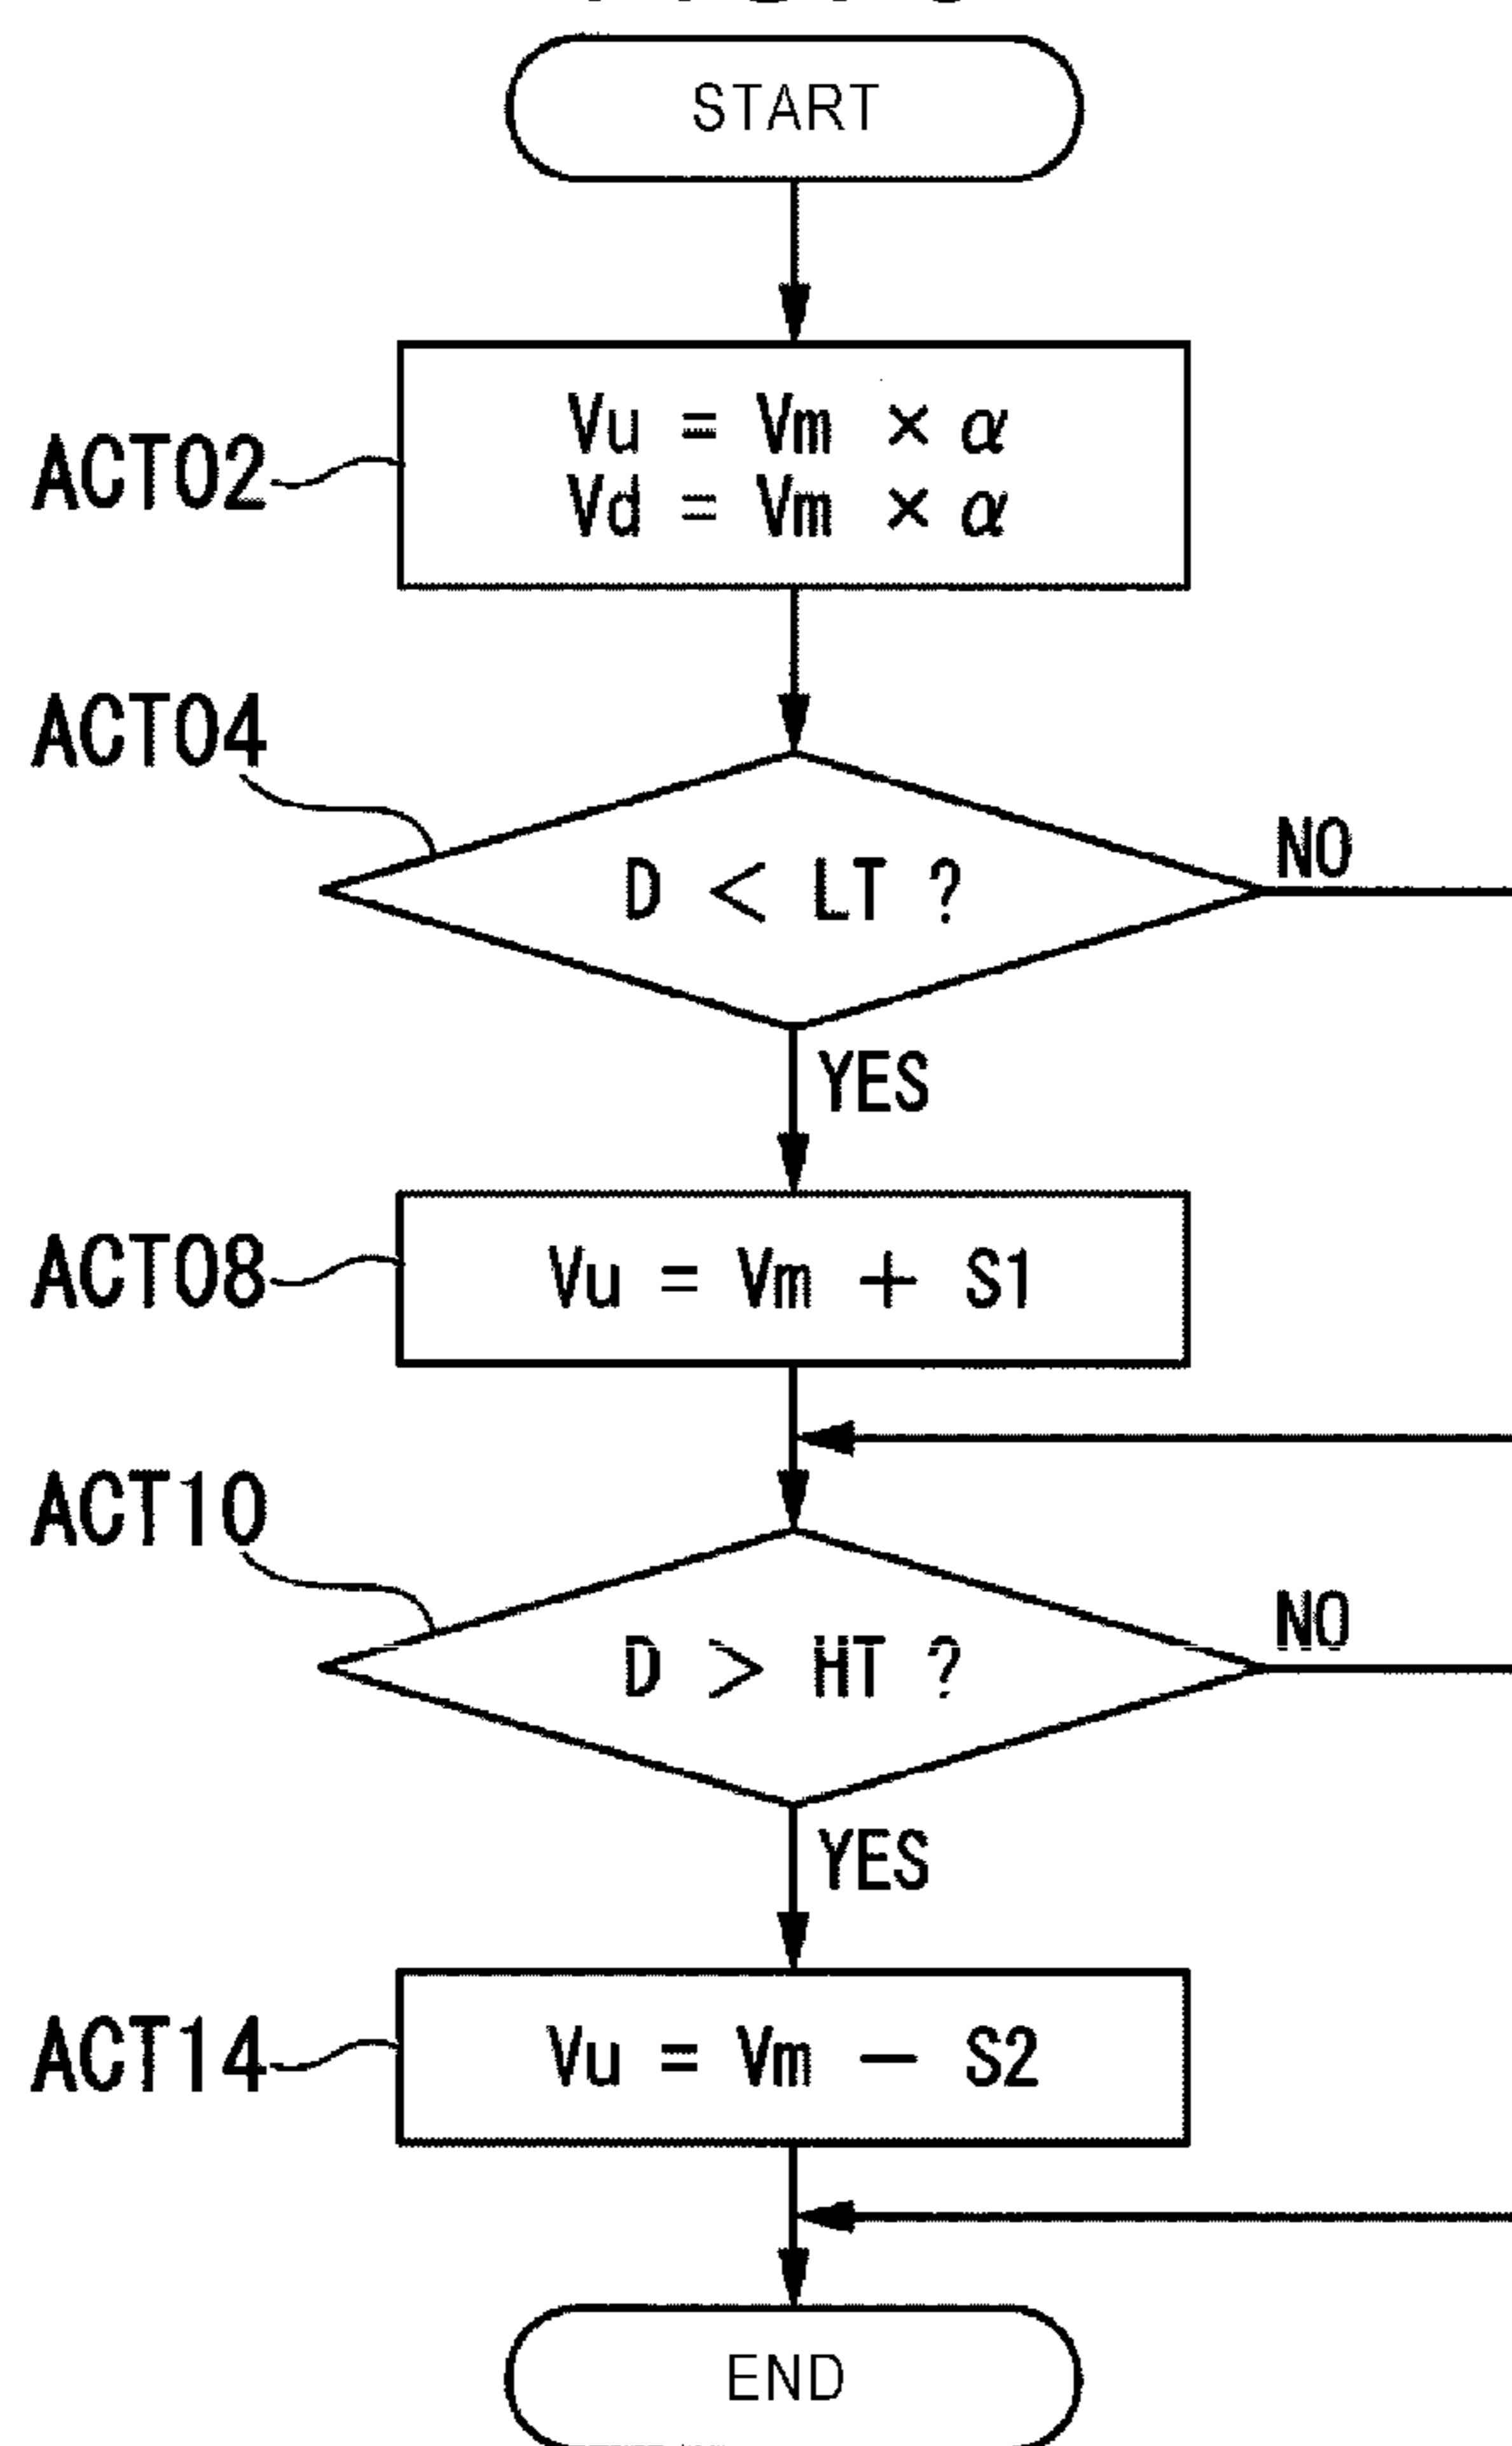 START
Vu = Vm × α
ACT02
Vd = Vm × α
ACT04
D < LT ?
NO
YES
ACT08
Vu = Vm + S1
ACT10
D > HT ?
NO
YES
ACT14
Vu = Vm − S2
END